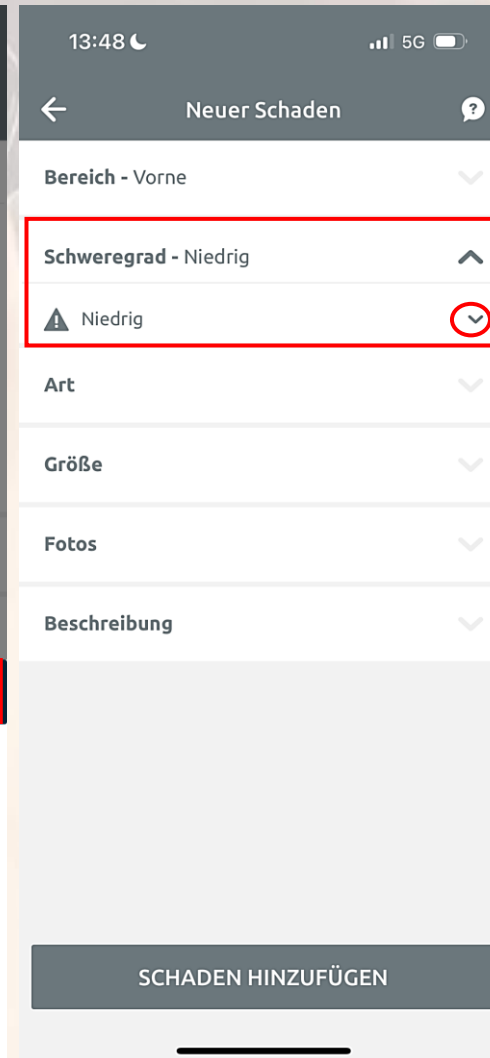 13:48
5G
Neuer Schaden
?
Bereich - Vorne
Schweregrad - Niedrig
Niedrig
Art
Größe
Fotos
Beschreibung
SCHADEN HINZUFÜGEN